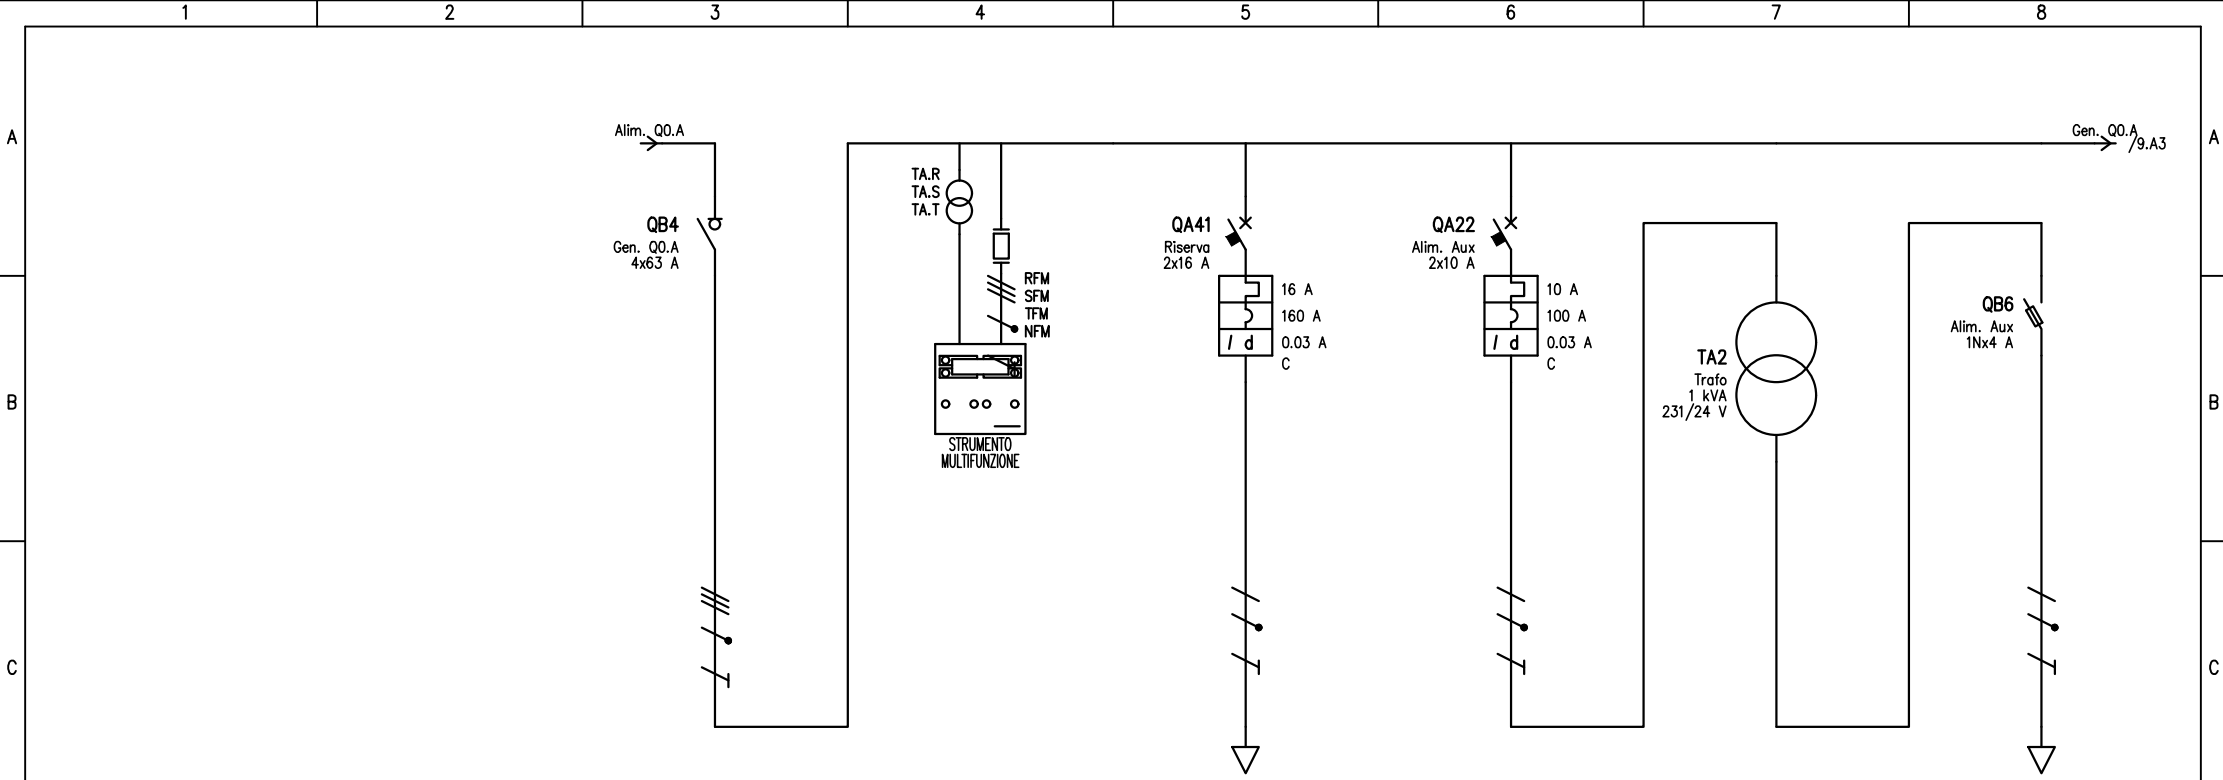 1 2 3 4 5 6 7 8
A
A
Alim. Q0.A
Gen. Q0.A
/9.A3
TA.R
TA.S
TA.T
QB4
Gen. Q0.A
4x63 A
RFM
SFM
TFM
NFM
STRUMENTO
MULTIFUNZIONE
QA41
Riserva
2x16 A
16 A
160 A
I d 0.03 A
C
QA22
Alim. Aux
2x10 A
10 A
100 A
I d 0.03 A
C
TA2
Trafo
1 kVA
231/24 V
QB6
Alim. Aux
1Nx4 A
B
B
C
C